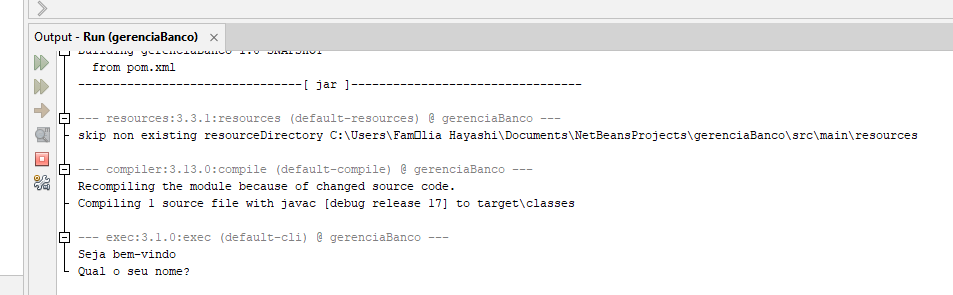 Output - Run (gerenciaBanco) ×
Building gerenciaBanco 1.0-SNAPSHOT
from pom.xml
--------------------------------[ jar ]---------------------------------
--- resources:3.3.1:resources (default-resources) @ gerenciaBanco ---
skip non existing resourceDirectory C:\Users\Fam�lia Hayashi\Documents\NetBeansProjects\gerenciaBanco\src\main\resources
--- compiler:3.13.0:compile (default-compile) @ gerenciaBanco ---
Recompiling the module because of changed source code.
Compiling 1 source file with javac [debug release 17] to target\classes
--- exec:3.1.0:exec (default-cli) @ gerenciaBanco ---
Seja bem-vindo
Qual o seu nome?